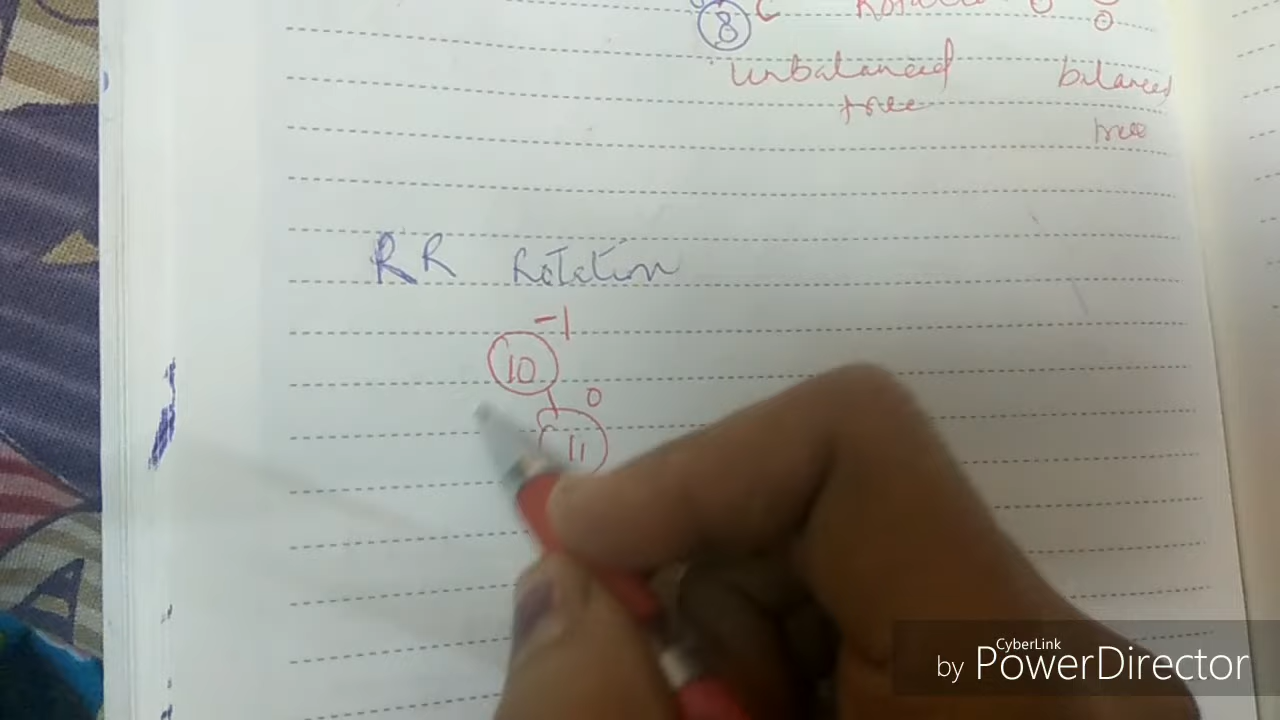 8 C
unbalanced balanced
tree tree
RR Rotation
-1
10
0
11
CyberLink
by PowerDirector